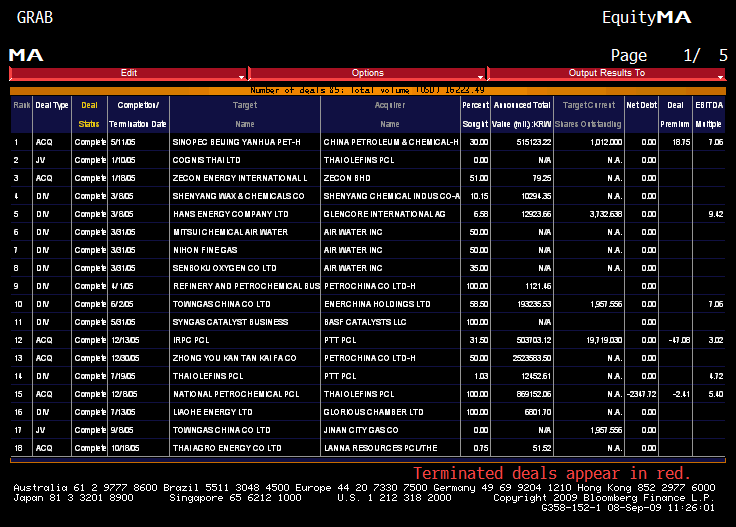 GRAB EquityMA
MA Page 1/ 5
Edit Options Output Results To
Number of deals 85: Total volume (USD) 16222.49
Rank Deal Type Deal Completion/ Target Acquirer Percent Announced Total Target Current Net Debt Deal EBITDA
Status Termination Date Name Name Sought Value (mil.) :KRW Shares Outstanding Premium Multiple
1 ACQ Complete 5/11/05 SINOPEC BEIJING YANHUA PET-H CHINA PETROLEUM & CHEMICAL-H 30.00 515123.22 1,012.000 0.00 18.75 7.06
2 JV Complete 1/10/05 COGNIS THAI LTD THAI OLEFINS PCL 0.00 N/A N.A. 0.00
3 ACQ Complete 1/18/05 ZECON ENERGY INTERNATIONAL L ZECON BHD 51.00 79.25 N.A. 0.00
4 DIV Complete 3/8/05 SHENYANG WAX & CHEMICALS CO SHENYANG CHEMICAL INDUS CO-A 10.15 10294.35 N.A. 0.00
5 DIV Complete 3/8/05 HANS ENERGY COMPANY LTD GLENCORE INTERNATIONAL AG 6.58 12923.66 3,732.638 0.00 9.42
6 DIV Complete 3/31/05 MITSUI CHEMICAL AIR WATER AIR WATER INC 50.00 N/A N.A. 0.00
7 DIV Complete 3/31/05 NIHON FINE GAS AIR WATER INC 50.00 N/A N.A. 0.00
8 DIV Complete 3/31/05 SENBOKU OXYGEN CO LTD AIR WATER INC 35.00 N/A N.A. 0.00
9 DIV Complete 4/1/05 REFINERY AND PETROCHEMICAL BUS PETROCHINA CO LTD-H 100.00 1121.46 0.00
10 DIV Complete 6/2/05 TOWNGAS CHINA CO LTD ENERCHINA HOLDINGS LTD 58.50 193235.53 1,957.556 0.00 7.06
11 DIV Complete 5/31/05 SYNGAS CATALYST BUSINESS BASF CATALYSTS LLC 100.00 N/A 0.00
12 ACQ Complete 12/13/05 IRPC PCL PTT PCL 31.50 503703.12 19,719.030 0.00 -47.08 3.02
13 ACQ Complete 12/30/05 ZHONG YOU KAN TAN KAI FA CO PETROCHINA CO LTD-H 50.00 2523583.50 N.A. 0.00
14 DIV Complete 7/19/05 THAI OLEFINS PCL PTT PCL 1.03 12452.61 N.A. 0.00 4.72
15 ACQ Complete 12/8/05 NATIONAL PETROCHEMICAL PCL THAI OLEFINS PCL 100.00 869152.06 N.A. -2347.72 -2.41 5.40
16 DIV Complete 7/13/05 LIAOHE ENERGY LTD GLORIOUS CHAMBER LTD 100.00 6801.70 N.A. 0.00
17 JV Complete 9/8/05 TOWNGAS CHINA CO LTD JINAN CITY GAS CO 0.00 N/A 1,957.556 0.00
18 ACQ Complete 10/18/05 THAI AGRO ENERGY CO LTD LANNA RESOURCES PCL/THE 0.75 51.52 N.A. 0.00
Terminated deals appear in red.
Australia 61 2 9777 8600 Brazil 5511 3048 4500 Europe 44 20 7330 7500 Germany 49 69 9204 1210 Hong Kong 852 2977 6000
Japan 81 3 3201 8900 Singapore 65 6212 1000 U.S. 1 212 318 2000 Copyright 2009 Bloomberg Finance L.P.
G358-152-1 08-Sep-09 11:26:01